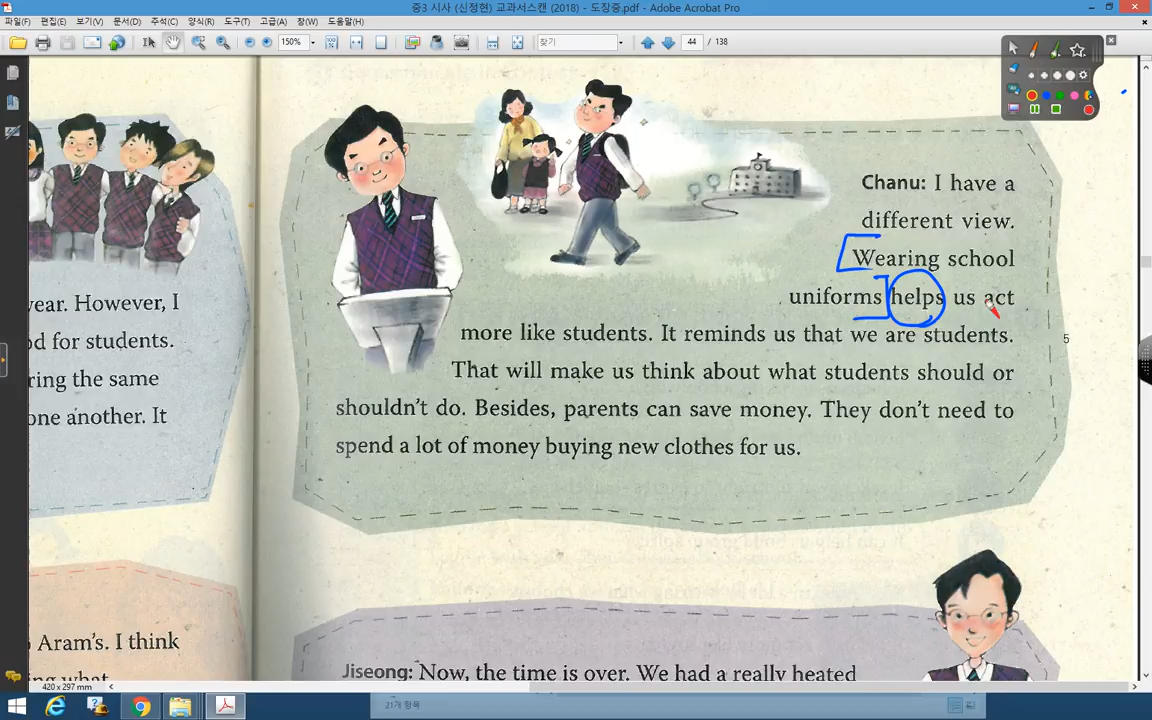 중3 시사 (신정현) 교과서스캔 (2018) - 도징중.pdf - Adobe Acrobat Pro
파일(F) 편집(E) 보기(V) 문서(D) 주석(C) 양식(R) 도구(T) 고급(A) 창(W) 도움말(H)
150% 찾기 44 / 138
Chanu: I have a
different view.
Wearing school
uniforms helps us act
more like students. It reminds us that we are students.
5
That will make us think about what students should or
shouldn't do. Besides, parents can save money. They don't need to
spend a lot of money buying new clothes for us.
wear. However, I
od for students.
ring the same
one another. It
Aram's. I think
ng what
Jiseong: Now, the time is over. We had a really heated
420 x 297 mm
21개 항목